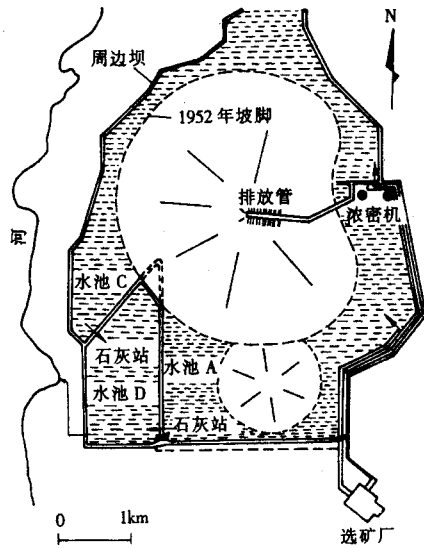 N
周边坝
1952年坡脚
排放管
浓密机
河
水池C
石灰站
水池A
水池D
石灰站
0 1km
选矿厂